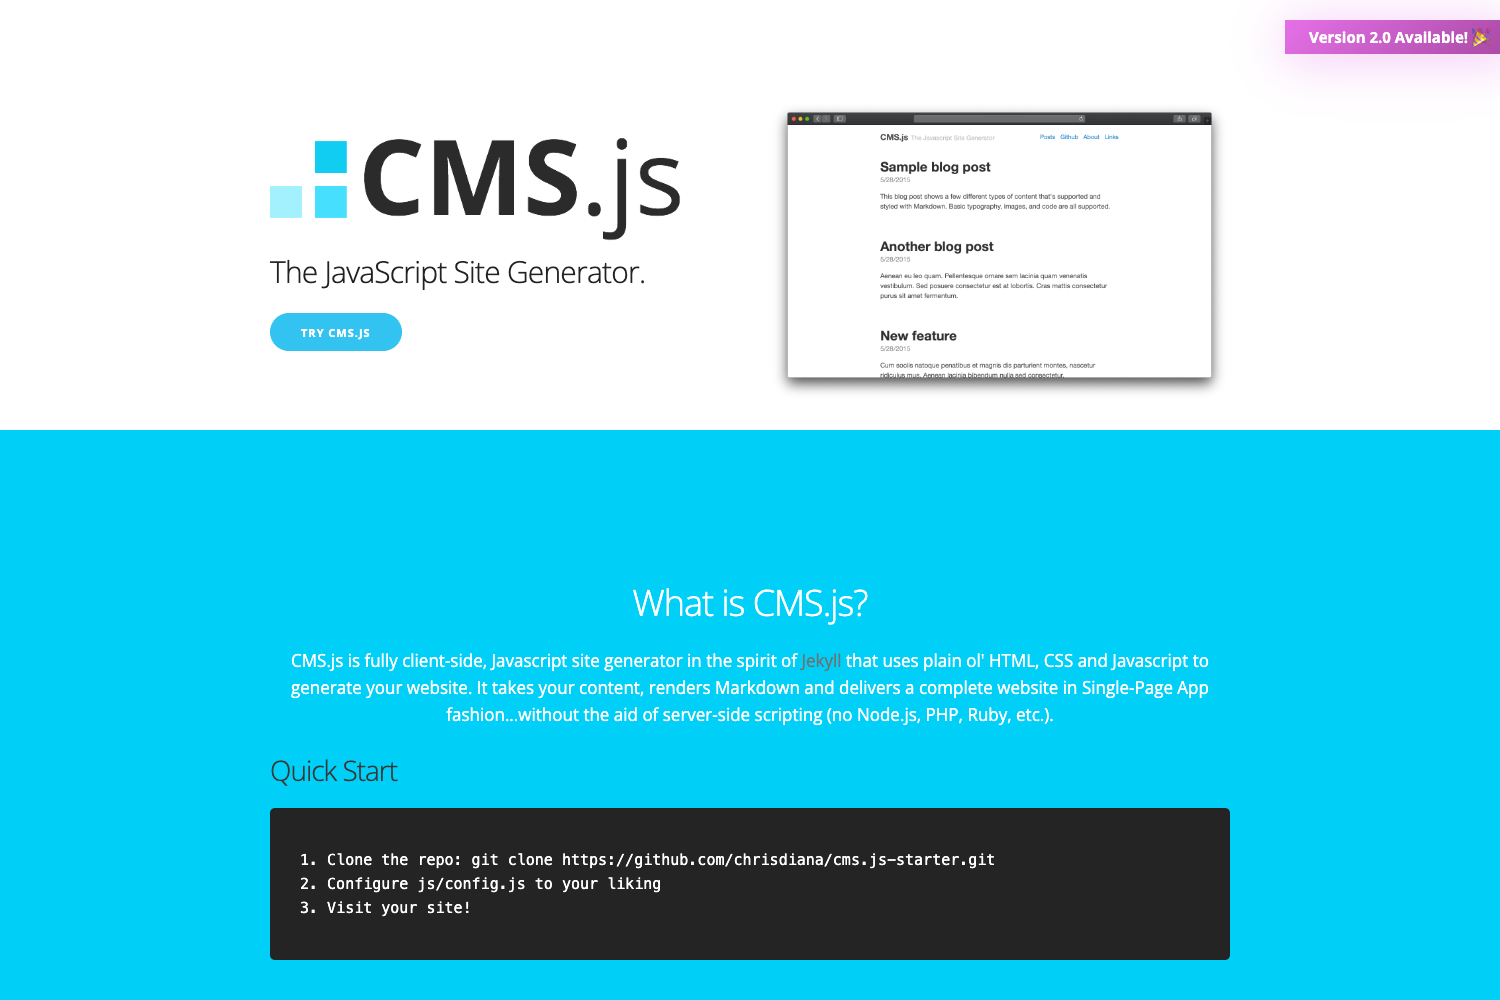 Version 2.0 Available! 🎉
CMS.js
The JavaScript Site Generator.
TRY CMS.JS
CMS.js The Javascript Site Generator
Posts Github About Links
Sample blog post
5/28/2015
This blog post shows a few different types of content that's supported and
styled with Markdown. Basic typography, images, and code are all supported.
Another blog post
5/28/2015
Aenean eu leo quam. Pellentesque ornare sem lacinia quam venenatis
vestibulum. Sed posuere consectetur est at lobortis. Cras mattis consectetur
purus sit amet fermentum.
New feature
5/28/2015
Cum sociis natoque penatibus et magnis dis parturient montes, nascetur
ridiculus mus. Aenean lacinia bibendum nulla sed consectetur.
What is CMS.js?
CMS.js is fully client-side, Javascript site generator in the spirit of Jekyll that uses plain ol' HTML, CSS and Javascript to
generate your website. It takes your content, renders Markdown and delivers a complete website in Single-Page App
fashion...without the aid of server-side scripting (no Node.js, PHP, Ruby, etc.).
Quick Start
1. Clone the repo: git clone https://github.com/chrisdiana/cms.js-starter.git
2. Configure js/config.js to your liking
3. Visit your site!